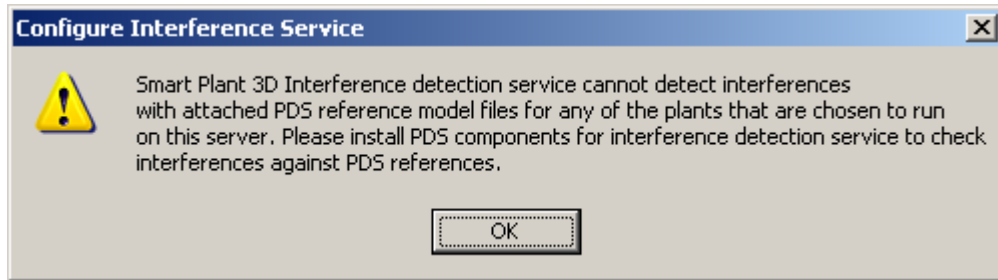 Configure Interference Service
Smart Plant 3D Interference detection service cannot detect interferences
with attached PDS reference model files for any of the plants that are chosen to run
on this server. Please install PDS components for interference detection service to check
interferences against PDS references.
OK